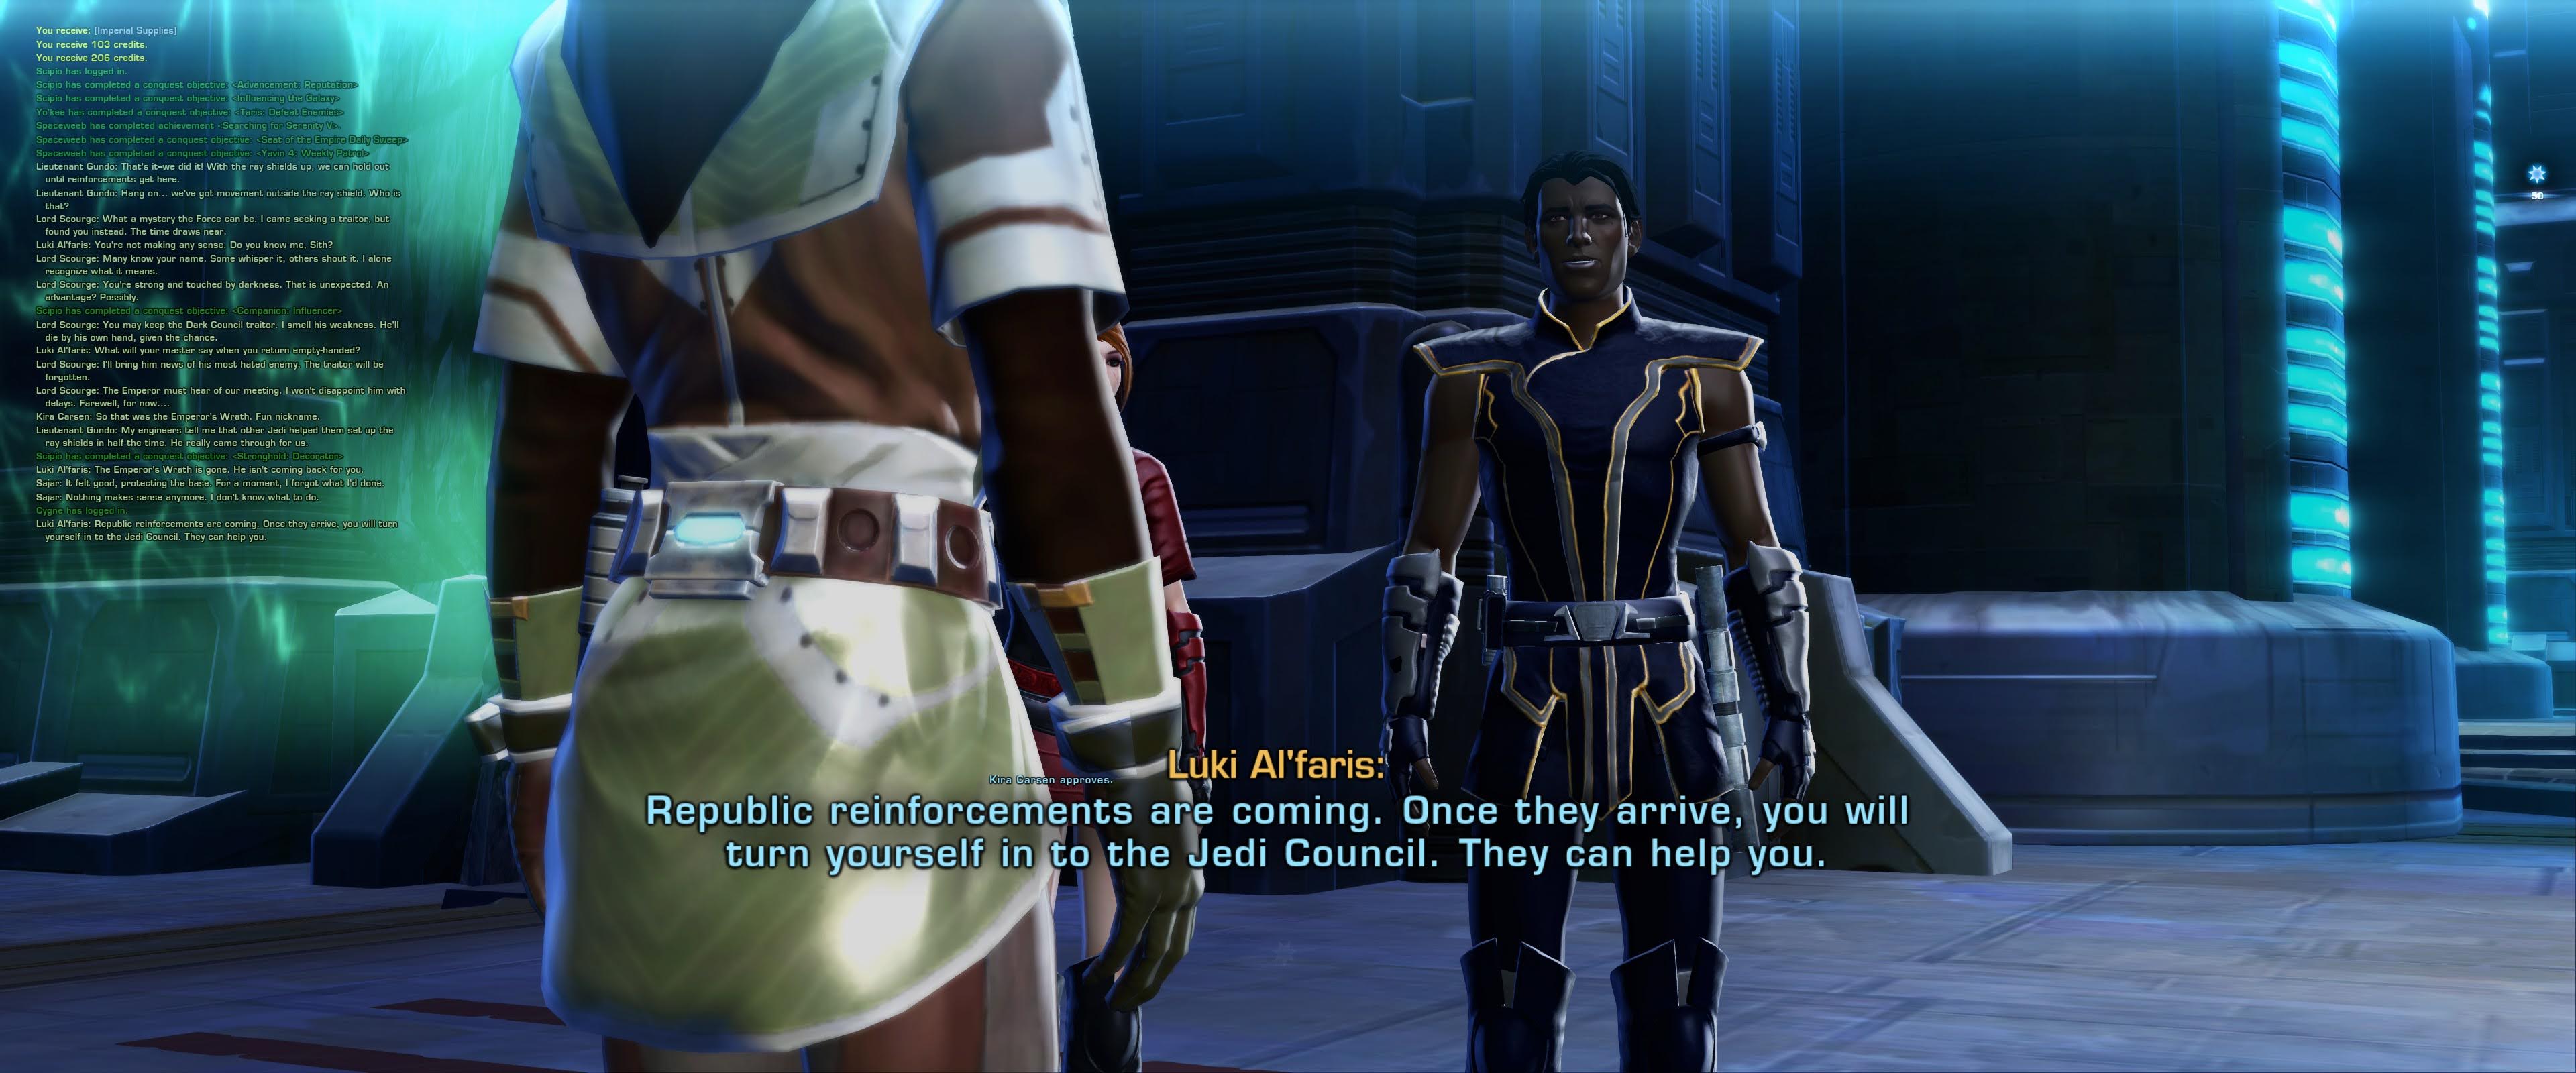 You receive: [Imperial Supplies]
You receive 103 credits.
You receive 206 credits.
Scipio has logged in.
Scipio has completed a conquest objective: <Advancement: Reputation>
Scipio has completed a conquest objective: <Influencing the Galaxy>
Yo'kee has completed a conquest objective: <Taris: Defeat Enemies>
Spaceweeb has completed achievement <Searching for Serenity V>.
Spaceweeb has completed a conquest objective: <Seat of the Empire Daily Sweep>
Spaceweeb has completed a conquest objective: <Yavin 4: Weekly Patrol>
Lieutenant Gundo: That's it—we did it! With the ray shields up, we can hold out
until reinforcements get here.
Lieutenant Gundo: Hang on... we've got movement outside the ray shield. Who is
that?
Lord Scourge: What a mystery the Force can be. I came seeking a traitor, but
found you instead. The time draws near.
Luki Al'faris: You're not making any sense. Do you know me, Sith?
Lord Scourge: Many know your name. Some whisper it, others shout it. I alone
recognize what it means.
Lord Scourge: You're strong and touched by darkness. That is unexpected. An
advantage? Possibly.
Scipio has completed a conquest objective: <Companion: Influencer>
Lord Scourge: You may keep the Dark Council traitor. I smell his weakness. He'll
die by his own hand, given the chance.
Luki Al'faris: What will your master say when you return empty-handed?
Lord Scourge: I'll bring him news of his most hated enemy. The traitor will be
forgotten.
Lord Scourge: The Emperor must hear of our meeting. I won't disappoint him with
delays. Farewell, for now....
Kira Carsen: So that was the Emperor's Wrath. Fun nickname.
Lieutenant Gundo: My engineers tell me that other Jedi helped them set up the
ray shields in half the time. He really came through for us.
Scipio has completed a conquest objective: <Stronghold: Decorator>
Luki Al'faris: The Emperor's Wrath is gone. He isn't coming back for you.
Sajar: It felt good, protecting the base. For a moment, I forgot what I'd done.
Sajar: Nothing makes sense anymore. I don't know what to do.
Cygne has logged in.
Luki Al'faris: Republic reinforcements are coming. Once they arrive, you will turn
yourself in to the Jedi Council. They can help you.
50
Kira Carsen approves.
Luki Al'faris:
Republic reinforcements are coming. Once they arrive, you will
turn yourself in to the Jedi Council. They can help you.